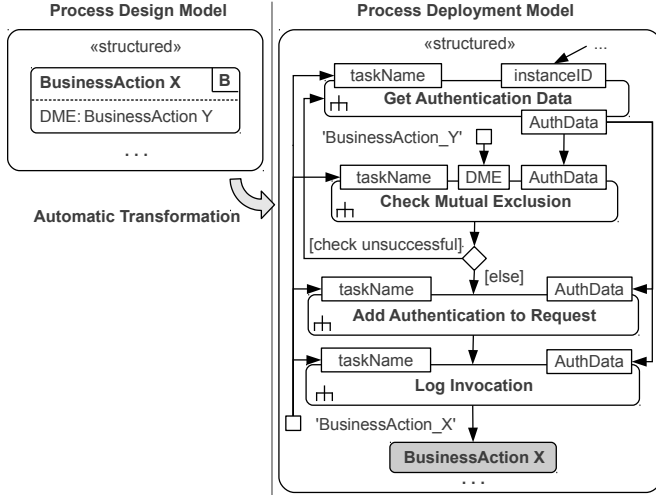 Process Design Model
«structured»
BusinessAction X
B
DME: BusinessAction Y
. . .
Automatic Transformation
Process Deployment Model
«structured»
...
taskName
instanceID
Get Authentication Data
AuthData
'BusinessAction_Y'
taskName
DME
AuthData
Check Mutual Exclusion
[check unsuccessful]
[else]
taskName
AuthData
Add Authentication to Request
taskName
AuthData
Log Invocation
'BusinessAction_X'
BusinessAction X
. . .